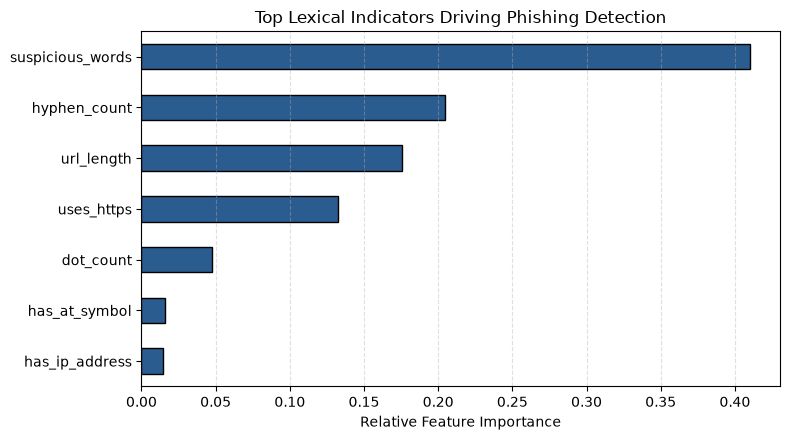 Top Lexical Indicators Driving Phishing Detection
suspicious_words
hyphen_count
url_length
uses_https
dot_count
has_at_symbol
has_ip_address
0.00 0.05 0.10 0.15 0.20 0.25 0.30 0.35 0.40
Relative Feature Importance